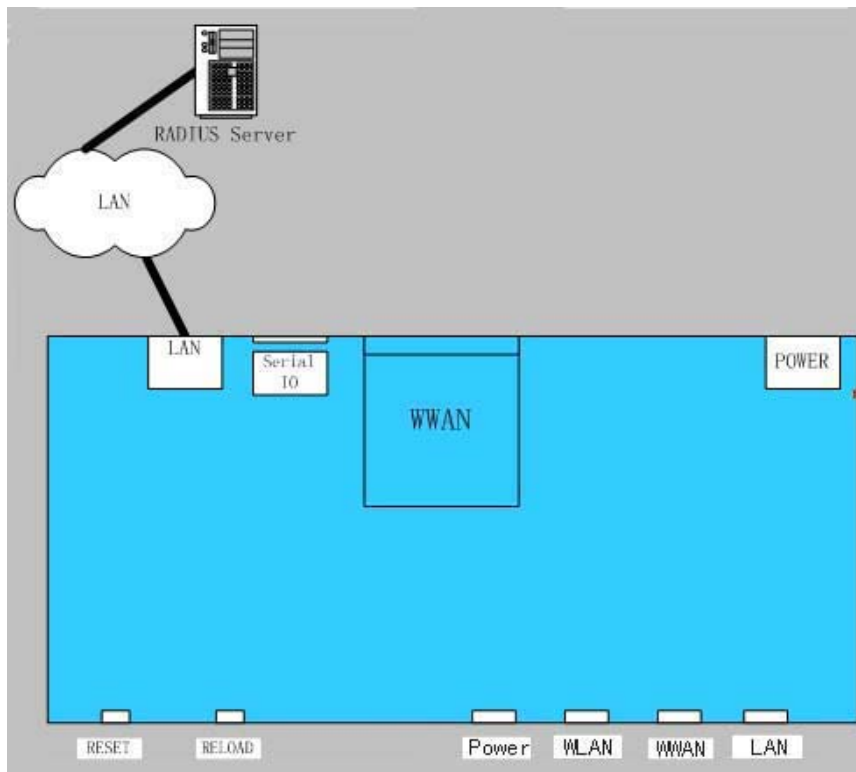 RADIUS Server
LAN
LAN
Serial
IO
WWAN
POWER
RESET
RELOAD
Power
WLAN
WWAN
LAN